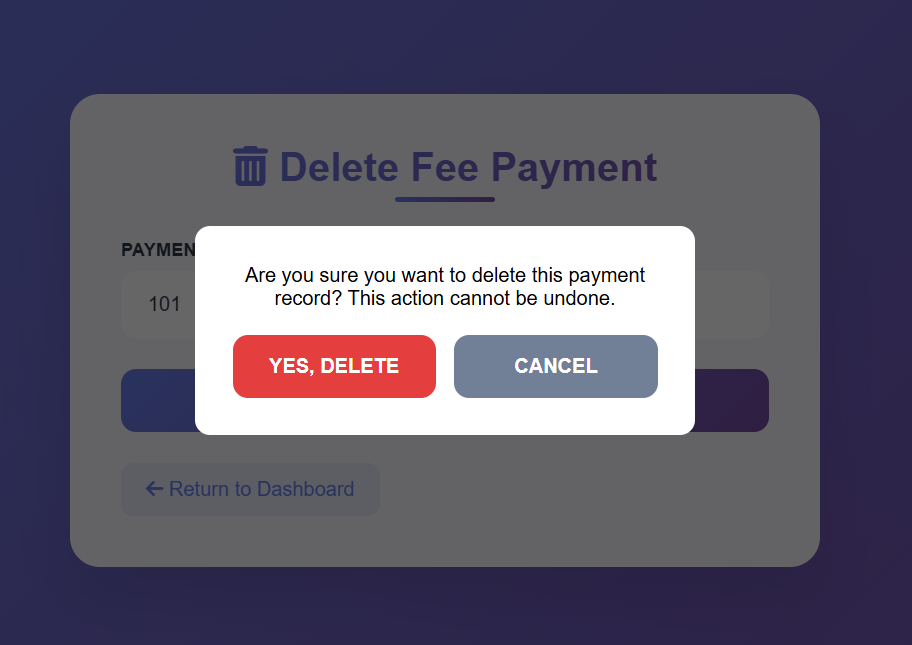 Delete Fee Payment
PAYMEN
Are you sure you want to delete this payment
record? This action cannot be undone.
101
YES, DELETE
CANCEL
Return to Dashboard